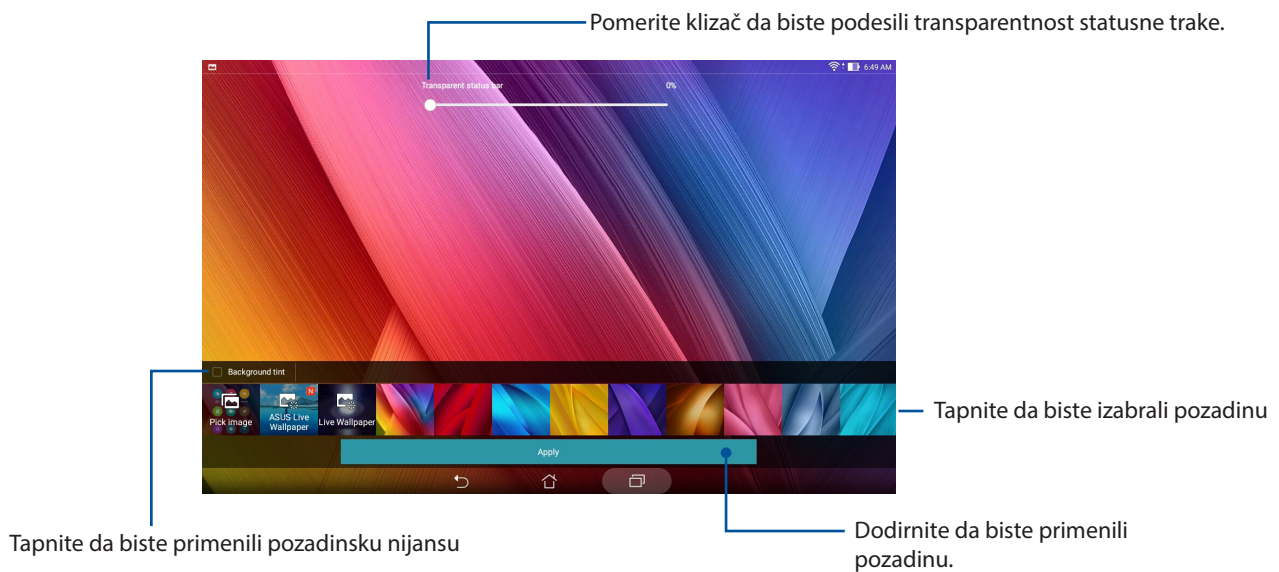 Pomerite klizač da biste podesili transparentnost statusne trake.
6:49 AM
Transparent status bar 0%
Background tint
Pick image
N
ASUS Live
Wallpaper
Live Wallpaper
Tapnite da biste izabrali pozadinu
Apply
Dodirnite da biste primenili
pozadinu.
Tapnite da biste primenili pozadinsku nijansu